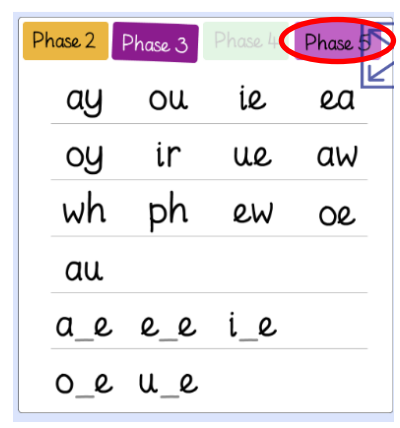 Phase 2 Phase 3 Phase 4 Phase 5
ay ou ie ea
oy ir ue aw
wh ph ew oe
au
a_e e_e i_e
o_e u_e